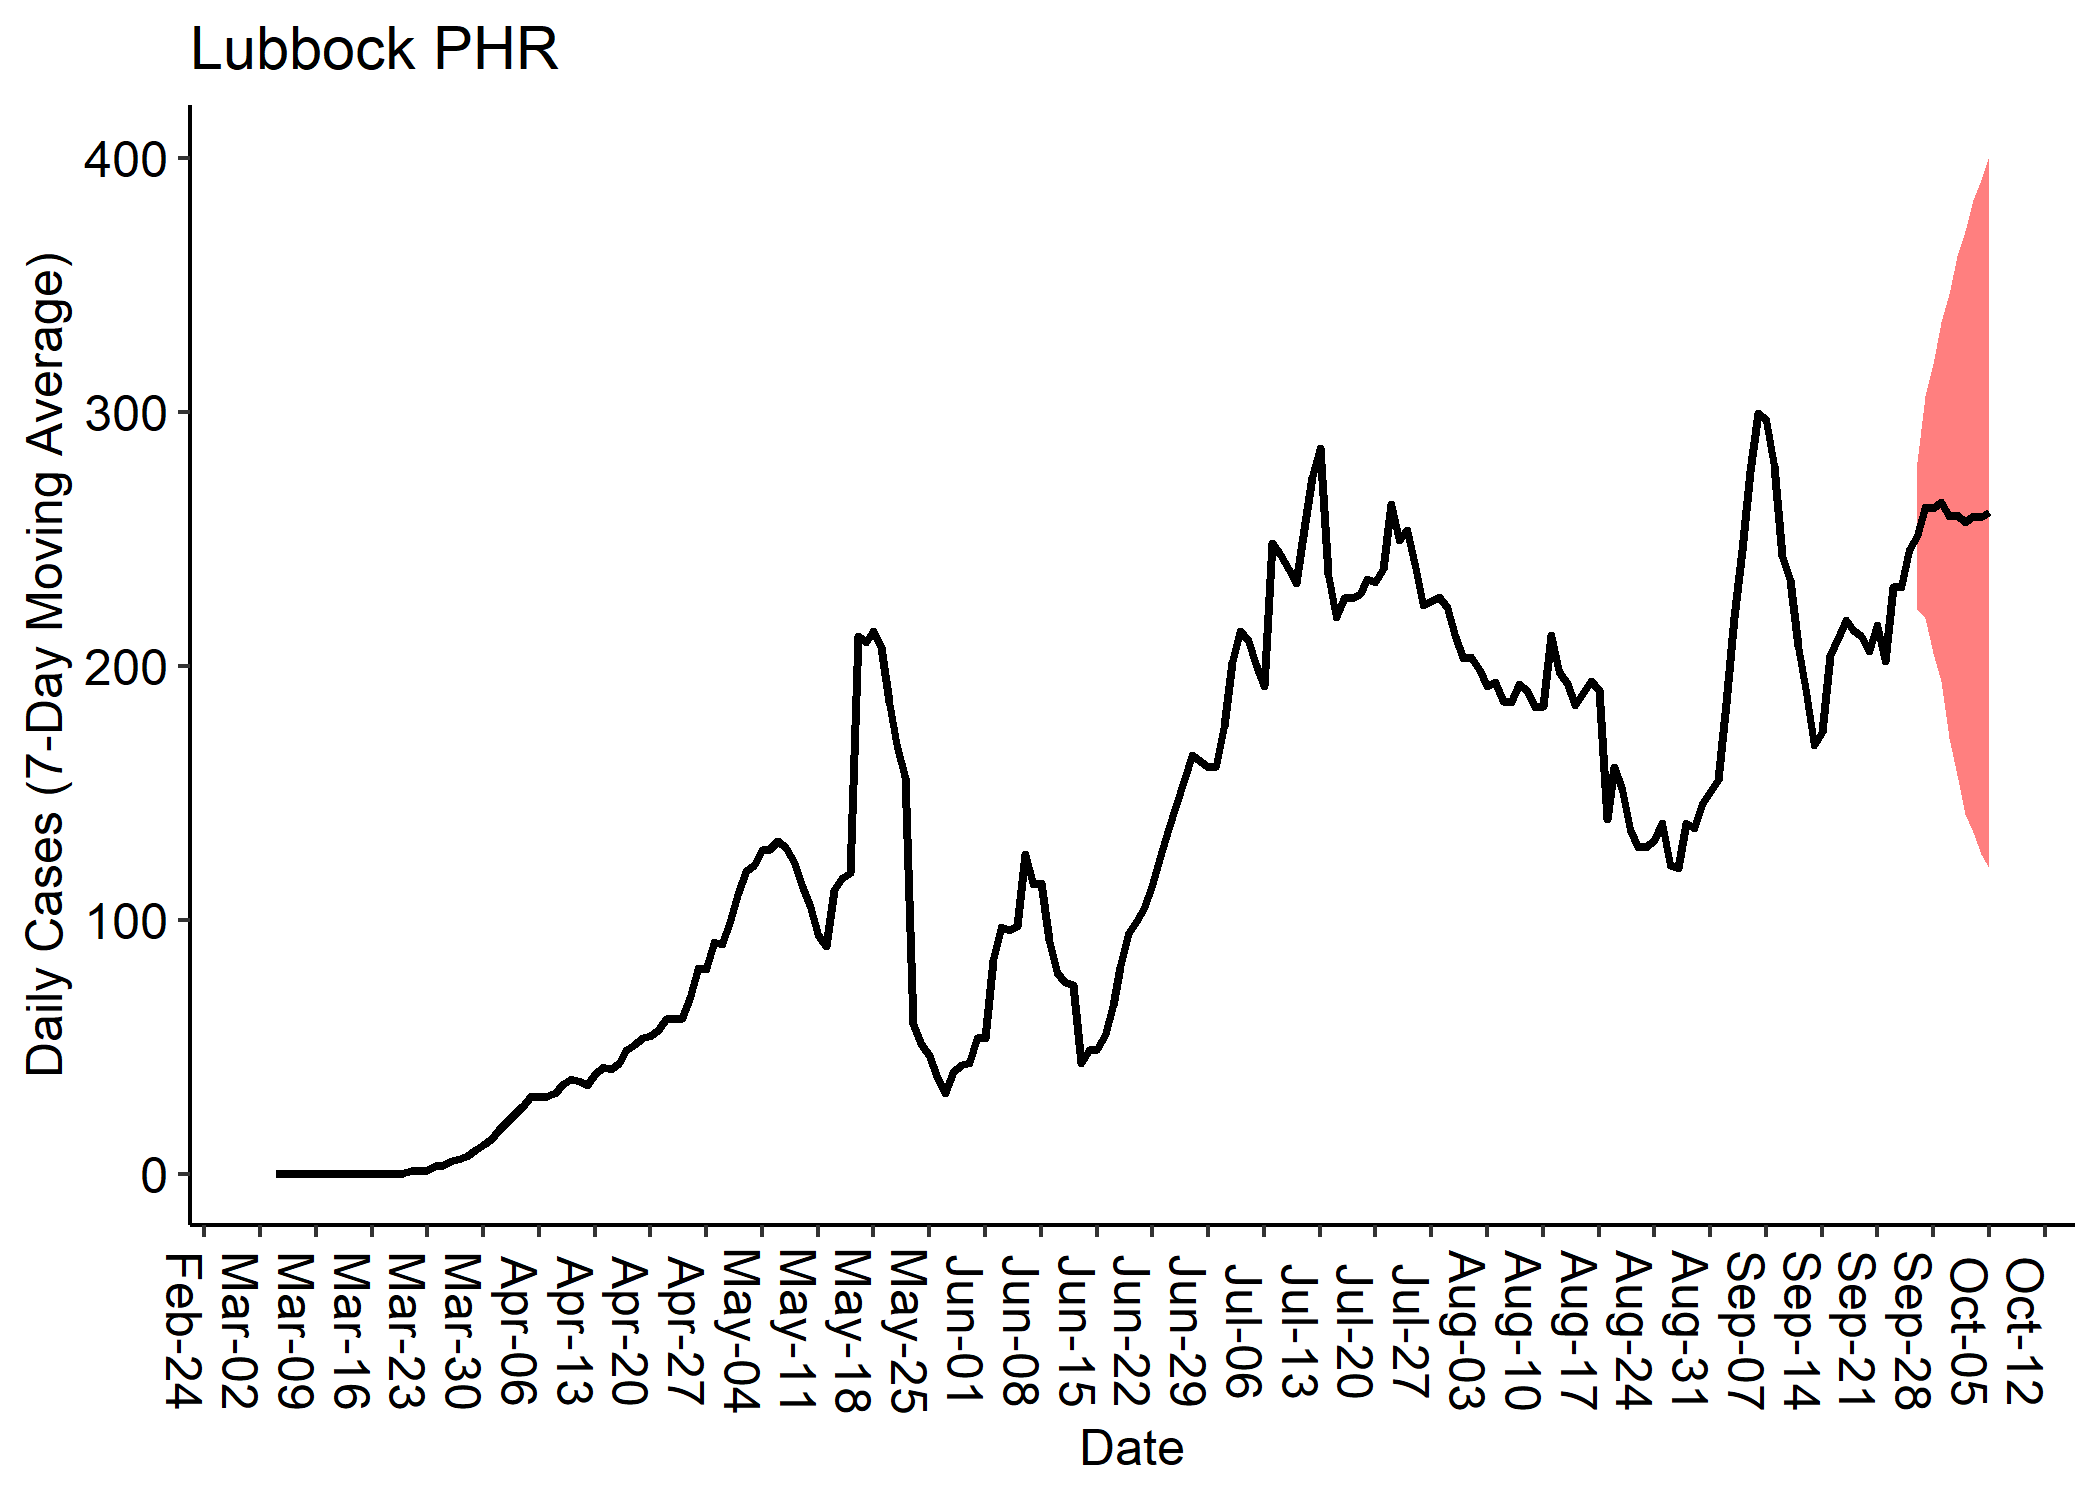 Lubbock PHR
Daily Cases (7-Day Moving Average)
400
300
200
100
0
Feb-24
Mar-02
Mar-09
Mar-16
Mar-23
Mar-30
Apr-06
Apr-13
Apr-20
Apr-27
May-04
May-11
May-18
May-25
Jun-01
Jun-08
Jun-15
Jun-22
Jun-29
Jul-06
Jul-13
Jul-20
Jul-27
Aug-03
Aug-10
Aug-17
Aug-24
Aug-31
Sep-07
Sep-14
Sep-21
Sep-28
Oct-05
Oct-12
Date